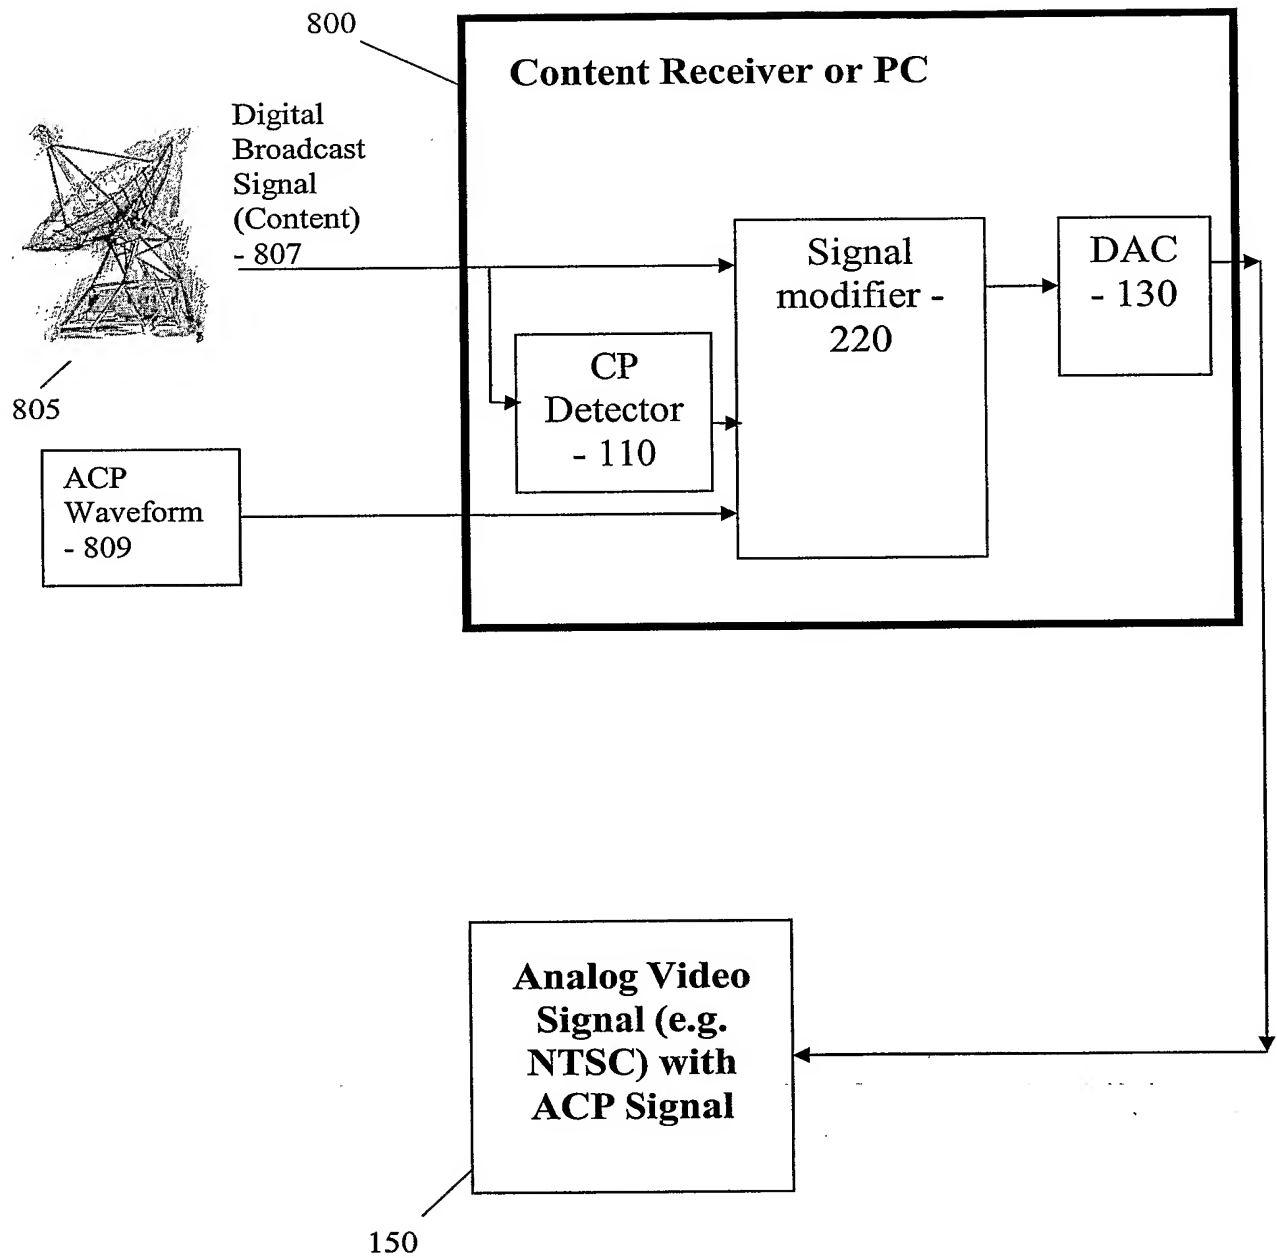 800
Content Receiver or PC
Digital
Broadcast
Signal
(Content)
- 807
805
ACP
Waveform
- 809
CP
Detector
- 110
Signal
modifier -
220
DAC
- 130
Analog Video
Signal (e.g.
NTSC) with
ACP Signal
150